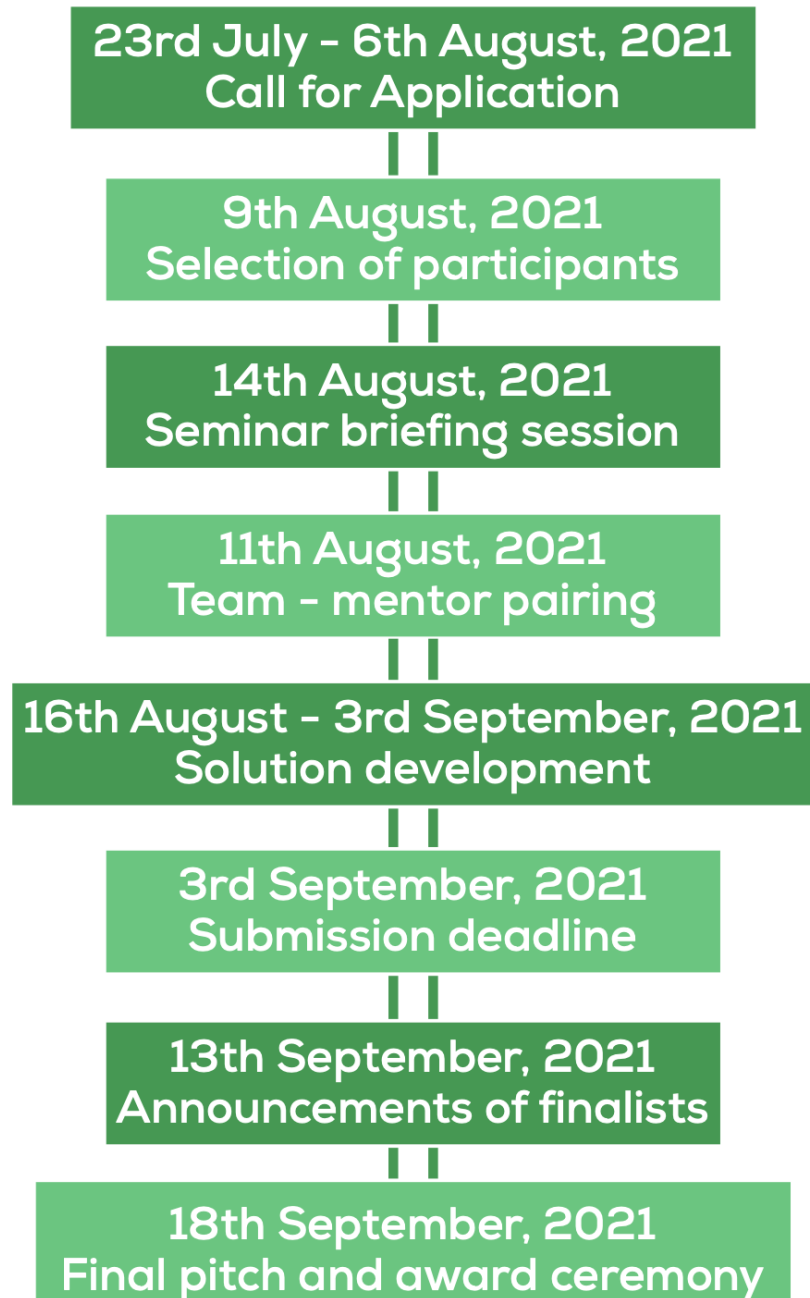 23rd July - 6th August, 2021
Call for Application
9th August, 2021
Selection of participants
14th August, 2021
Seminar briefing session
11th August, 2021
Team - mentor pairing
16th August - 3rd September, 2021
Solution development
3rd September, 2021
Submission deadline
13th September, 2021
Announcements of finalists
18th September, 2021
Final pitch and award ceremony